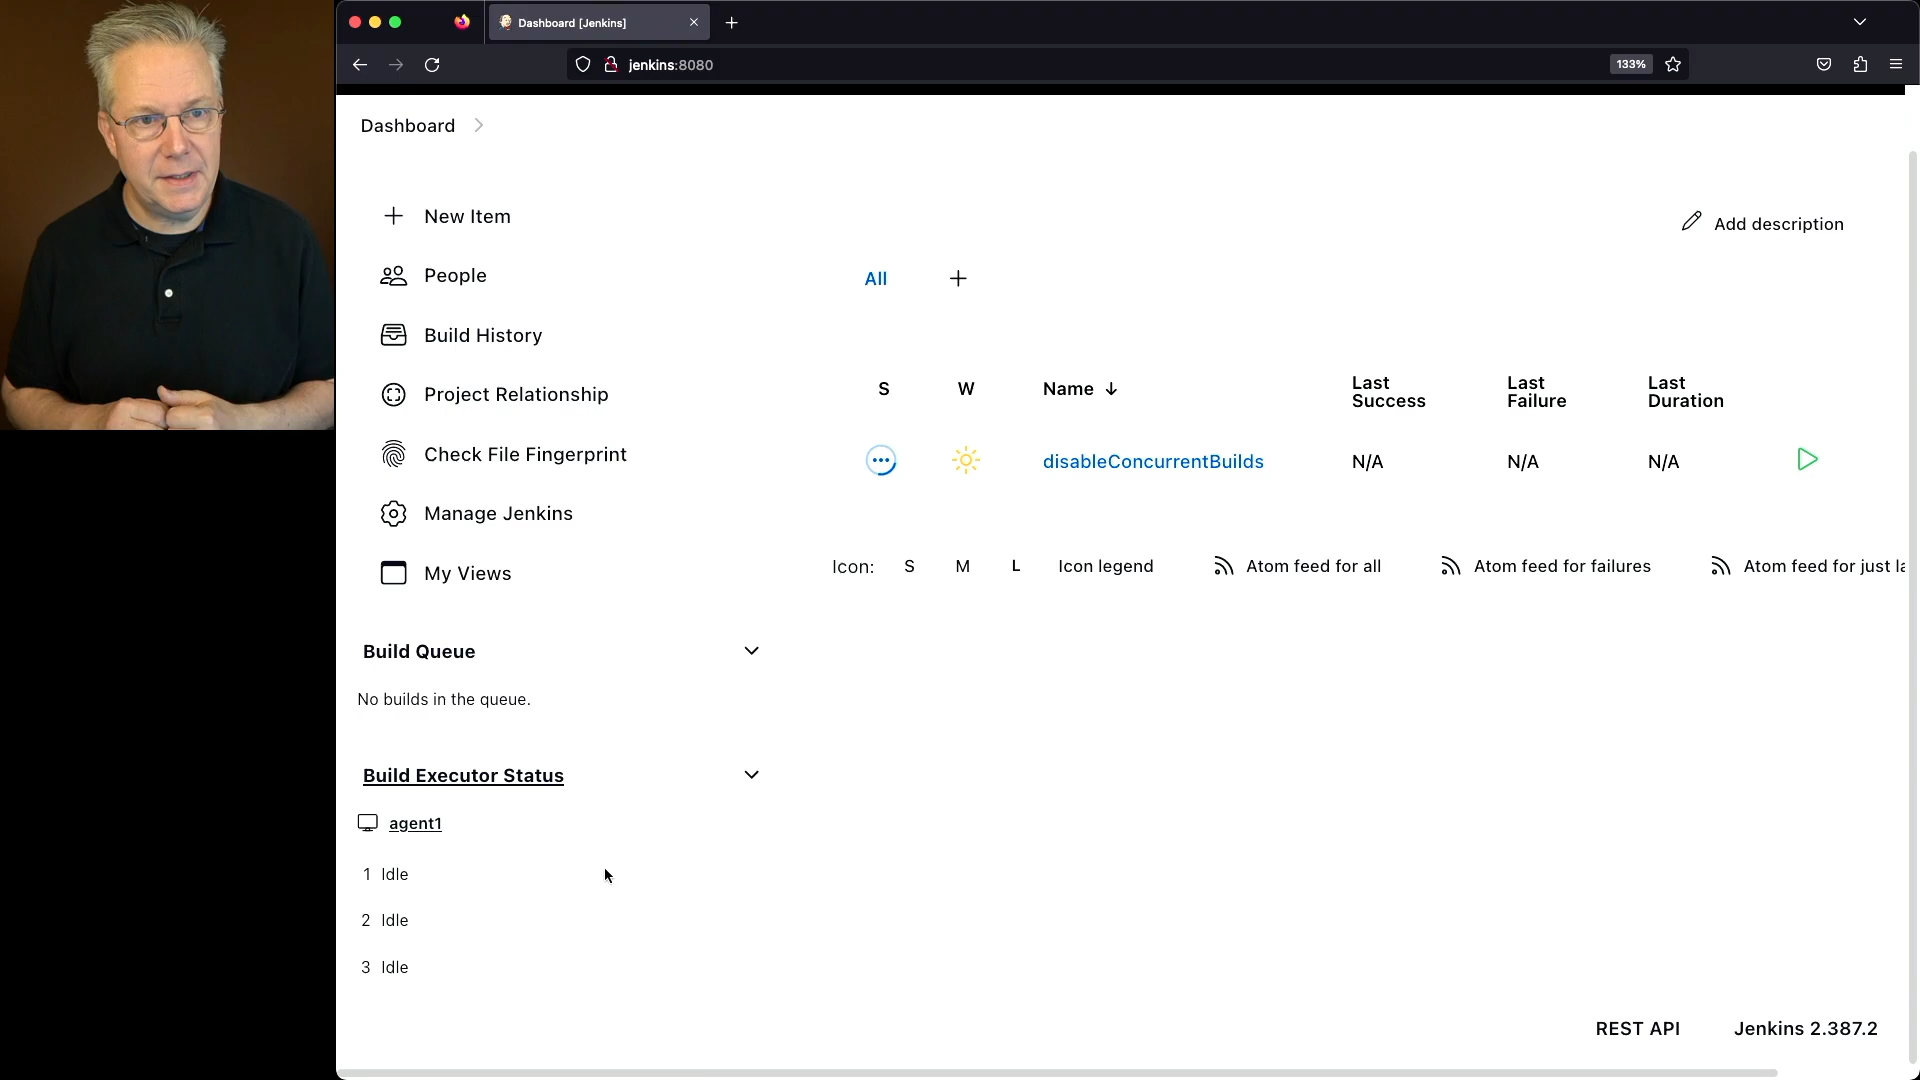 Dashboard [Jenkins]
jenkins:8080
133%
Dashboard
New Item
People
Build History
Project Relationship
Check File Fingerprint
Manage Jenkins
My Views
Build Queue
No builds in the queue.
Build Executor Status
agent1
1 Idle
2 Idle
3 Idle
Add description
All
S W Name ↓ Last Success Last Failure Last Duration
disableConcurrentBuilds N/A N/A N/A
Icon: S M L Icon legend Atom feed for all Atom feed for failures Atom feed for just
REST API Jenkins 2.387.2